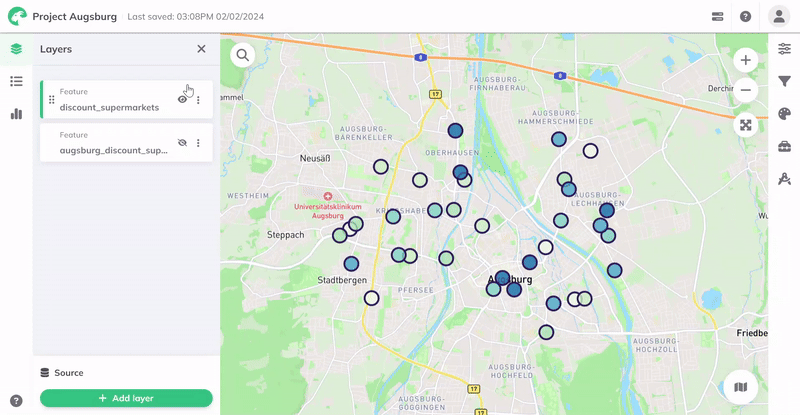 Project Augsburg
Last saved: 03:08PM 02/02/2024
Layers
Feature
discount_supermarkets
Feature
augsburg_discount_sup...
Source
+ Add layer
8
AUGSBURG-
FIRNHABERAU
8
17
Derchin
AUGSBURG-
HAMMERSCHMIEDE
AUGSBURG-
BÄRENKELLER
OBERHAUSEN
Neusäß
WESTHEIM
AUGSBURG-
LECHHAUSEN
Universitätsklinikum
Augsburg
Steppach
Stadtbergen
Augsburg
PFERSEE
Friedbe
AUGSBURG-
HOCHZOLL
AUGSBURG-
HOCHFELD
17
AUGSBURG-
GÖGGINGEN
17